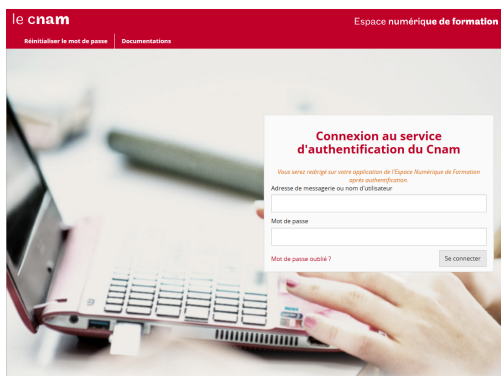 le cnam
Espace numérique de formation
Réinitialiser le mot de passe
Documentations
Connexion au service
d'authentification du Cnam
Vous serez redirigé sur votre application de l'Espace Numérique de Formation
après authentification.
Adresse de messagerie ou nom d'utilisateur
Mot de passe
Mot de passe oublié ?
Se connecter